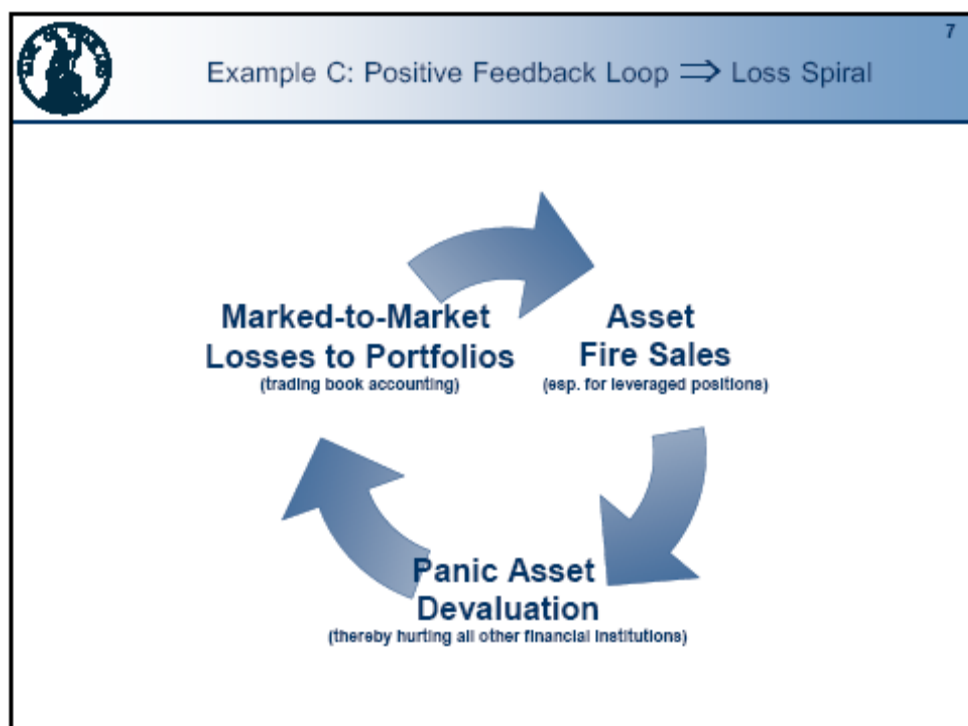 7
Example C: Positive Feedback Loop ⇒ Loss Spiral
Marked-to-Market
Losses to Portfolios
(trading book accounting)
Asset
Fire Sales
(esp. for leveraged positions)
Panic Asset
Devaluation
(thereby hurting all other financial institutions)